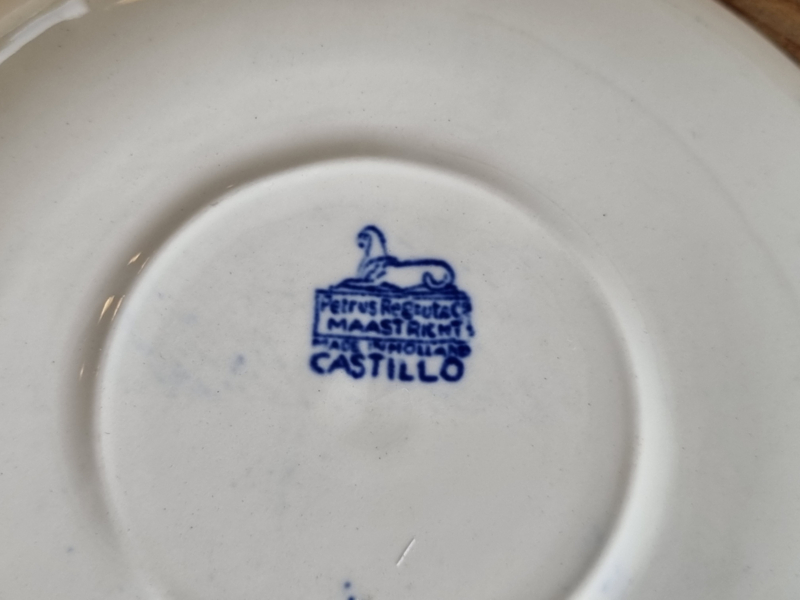 Petrus Regout & Co
MAASTRICHT
MADE IN HOLLAND
CASTILLO